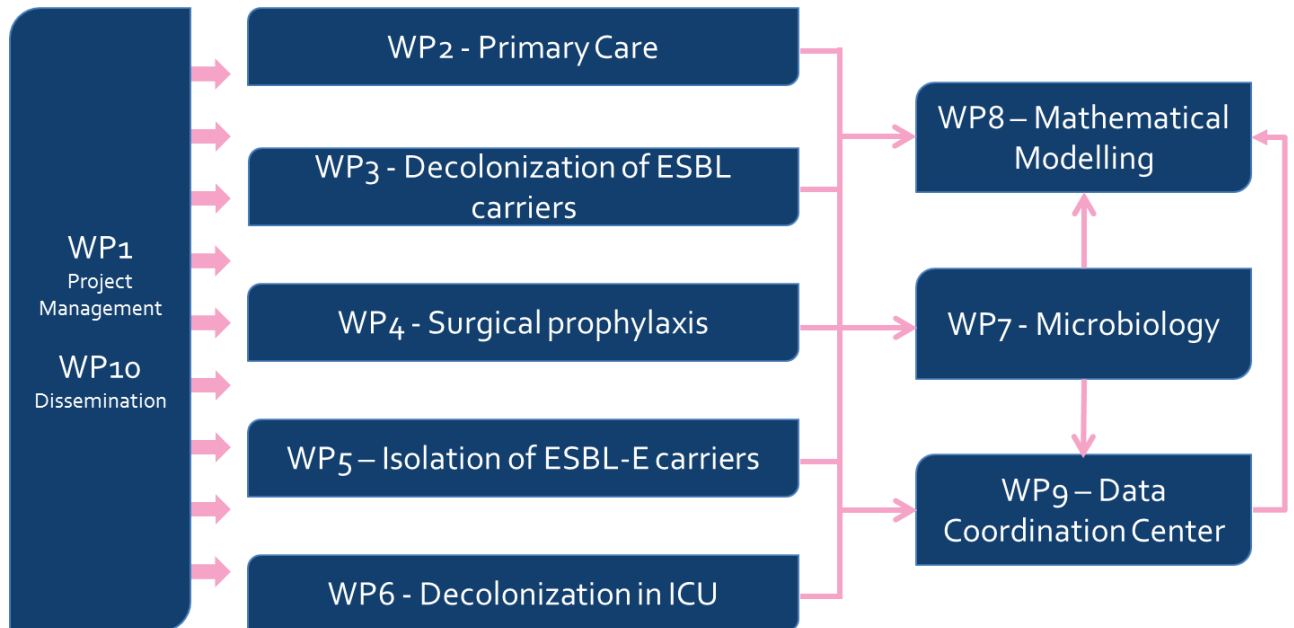 WP1
Project
Management
WP10
Dissemination
WP2 - Primary Care
WP3 - Decolonization of ESBL
carriers
WP4 - Surgical prophylaxis
WP5 – Isolation of ESBL-E carriers
WP6 - Decolonization in ICU
WP8 – Mathematical
Modelling
WP7 - Microbiology
WP9 – Data
Coordination Center